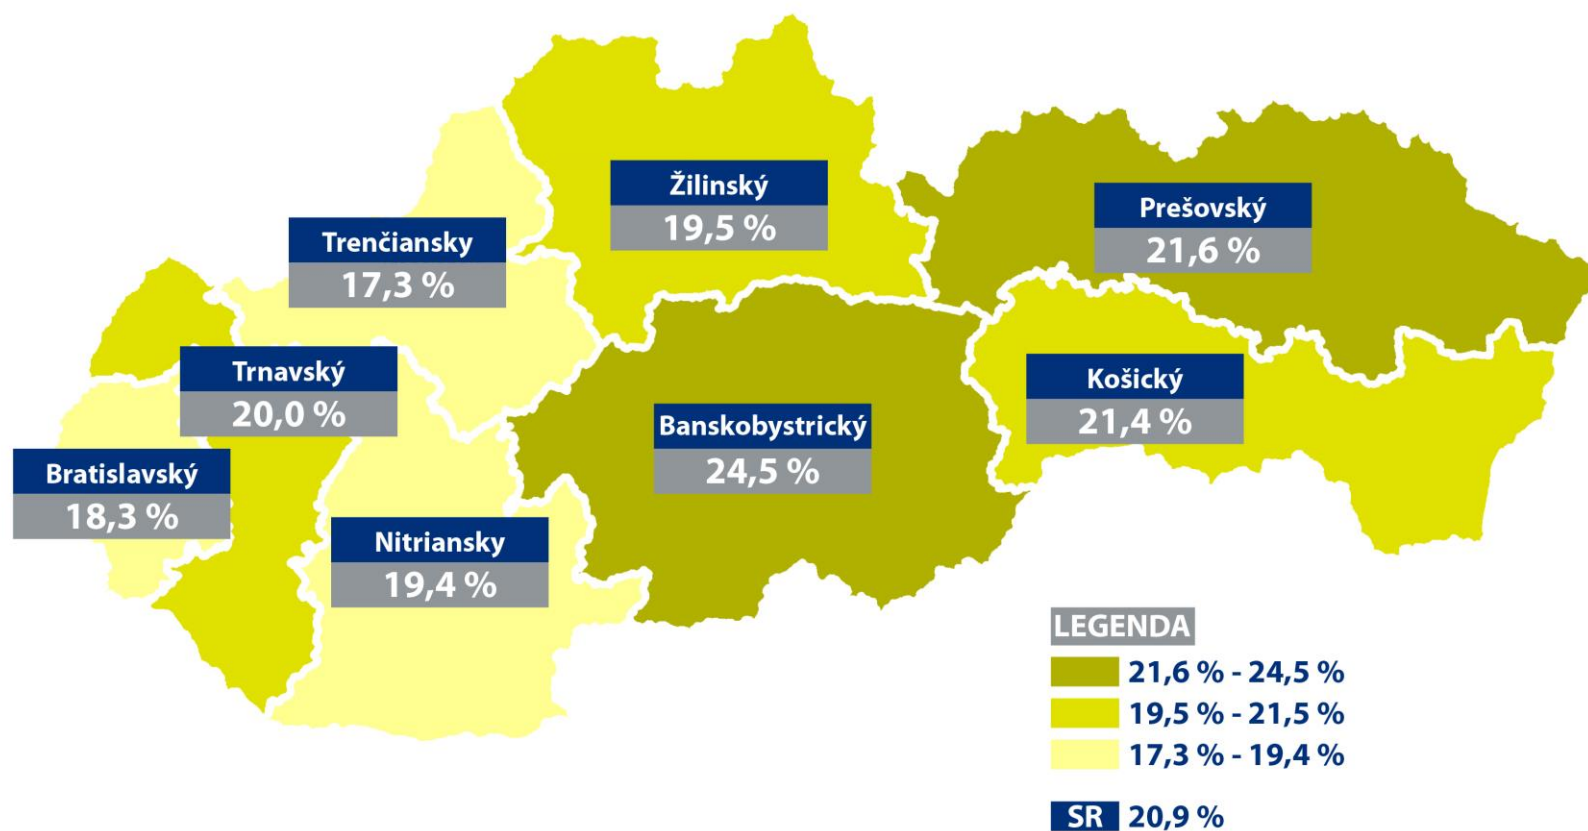 Žilinský
19,5 %
Prešovský
21,6 %
Trenčiansky
17,3 %
Trnavský
20,0 %
Košický
21,4 %
Banskobystrický
24,5 %
Bratislavský
18,3 %
Nitriansky
19,4 %
LEGENDA
21,6 % - 24,5 %
19,5 % - 21,5 %
17,3 % - 19,4 %
SR 20,9 %